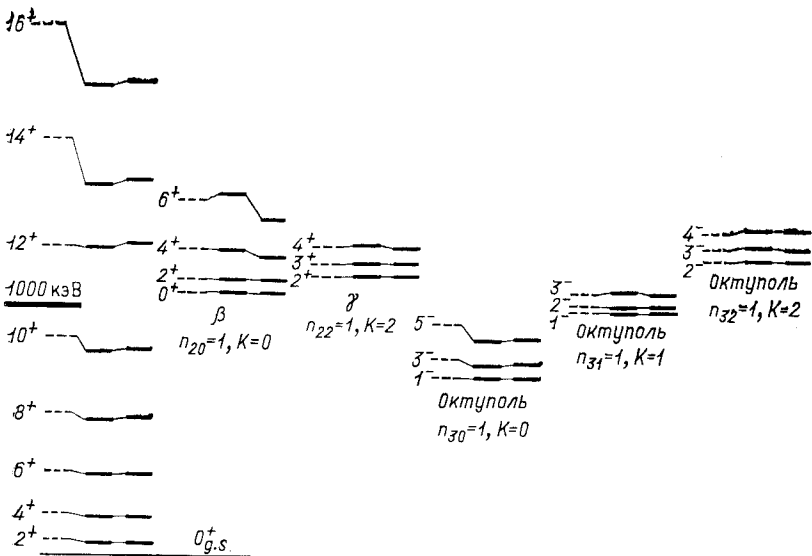 16⁺
14⁺
12⁺
1000 кэВ
10⁺
8⁺
6⁺
4⁺
2⁺
0⁺g.s.
6⁺
4⁺
2⁺
0⁺
β
n₂₀=1, K=0
4⁺
3⁺
2⁺
γ
n₂₂=1, K=2
5⁻
3⁻
1⁻
Октуполь
n₃₀=1, K=0
3⁻
2⁻
1⁻
Октуполь
n₃₁=1, K=1
4⁻
3⁻
2⁻
Октуполь
n₃₂=1, K=2